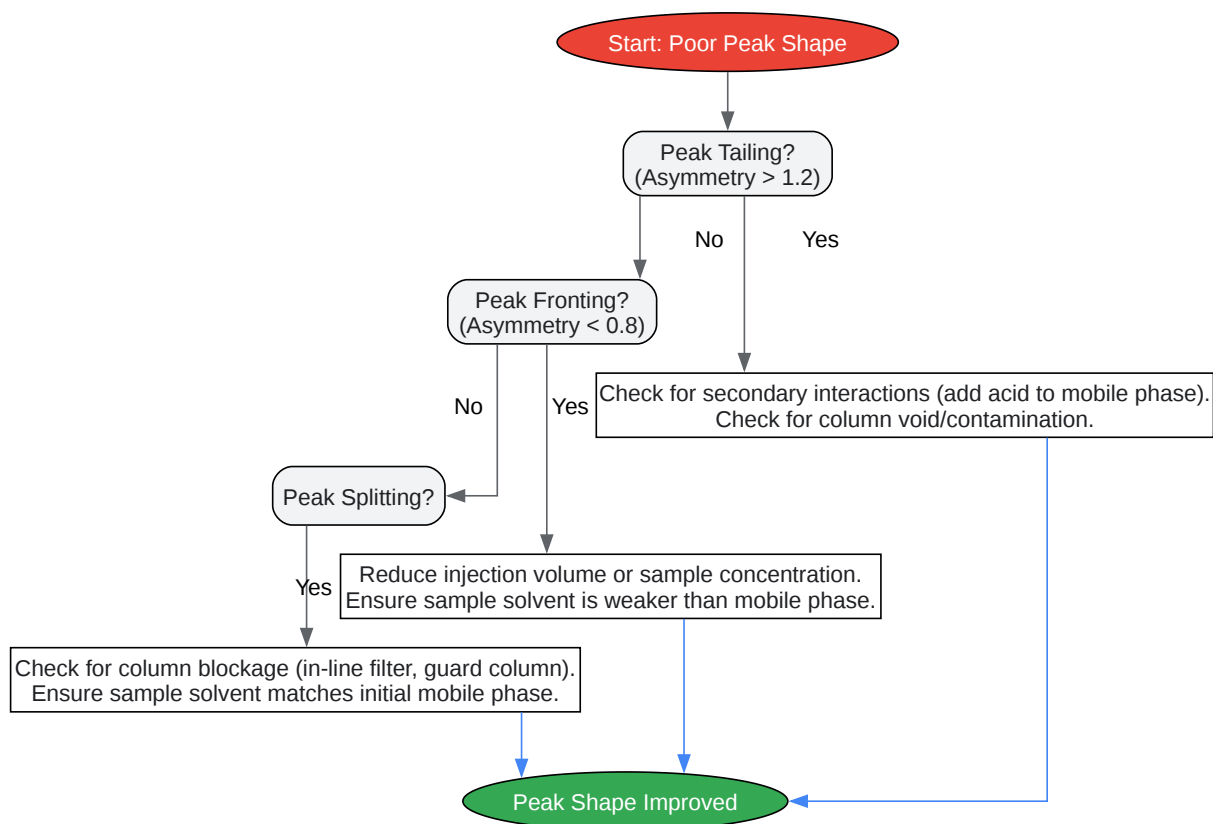 Start: Poor Peak Shape
Peak Tailing?
(Asymmetry > 1.2)
No
Yes
Peak Fronting?
(Asymmetry < 0.8)
Check for secondary interactions (add acid to mobile phase).
Check for column void/contamination.
No
Yes
Peak Splitting?
Reduce injection volume or sample concentration.
Ensure sample solvent is weaker than mobile phase.
Yes
Check for column blockage (in-line filter, guard column).
Ensure sample solvent matches initial mobile phase.
Peak Shape Improved